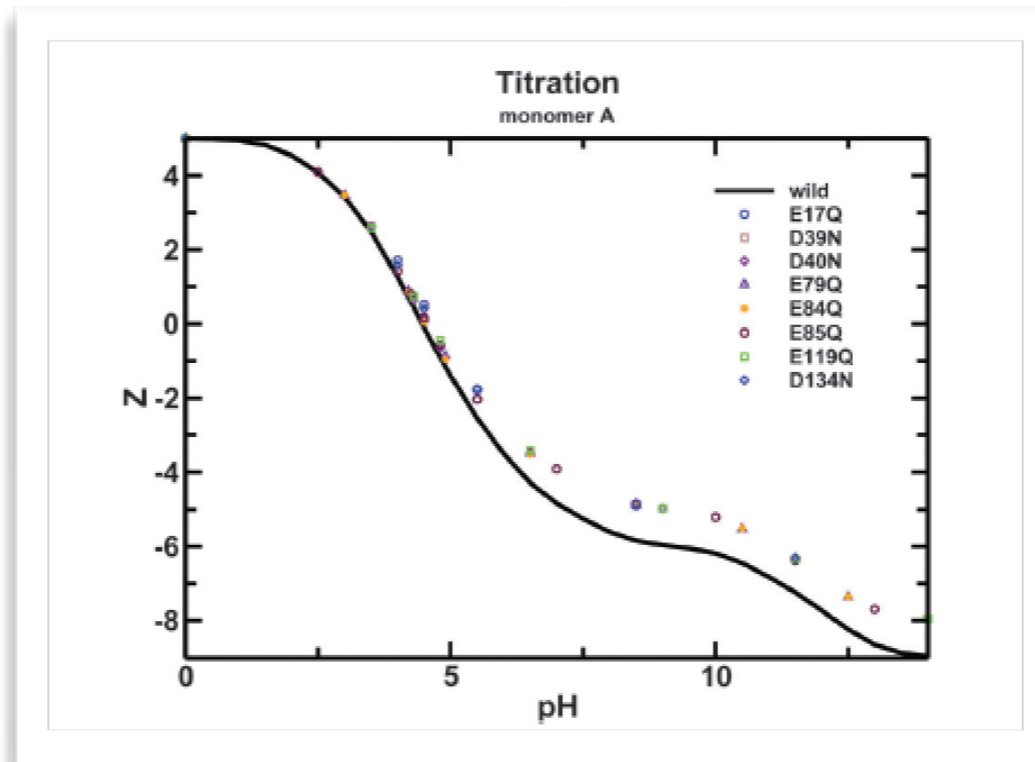 Titration
monomer A
wild
E17Q
D39N
D40N
E79Q
E84Q
E85Q
E119Q
D134N
4
2
0
-2
-4
-6
-8
Z
0
5
10
pH